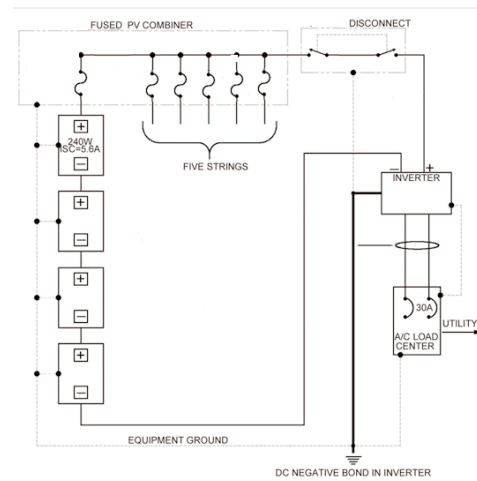 FUSED PV COMBINER
DISCONNECT
+
240W
ISC=5.6A
−
FIVE STRINGS
− +
INVERTER
+
−
+
−
30A
UTILITY
A/C LOAD
CENTER
+
−
EQUIPMENT GROUND
DC NEGATIVE BOND IN INVERTER